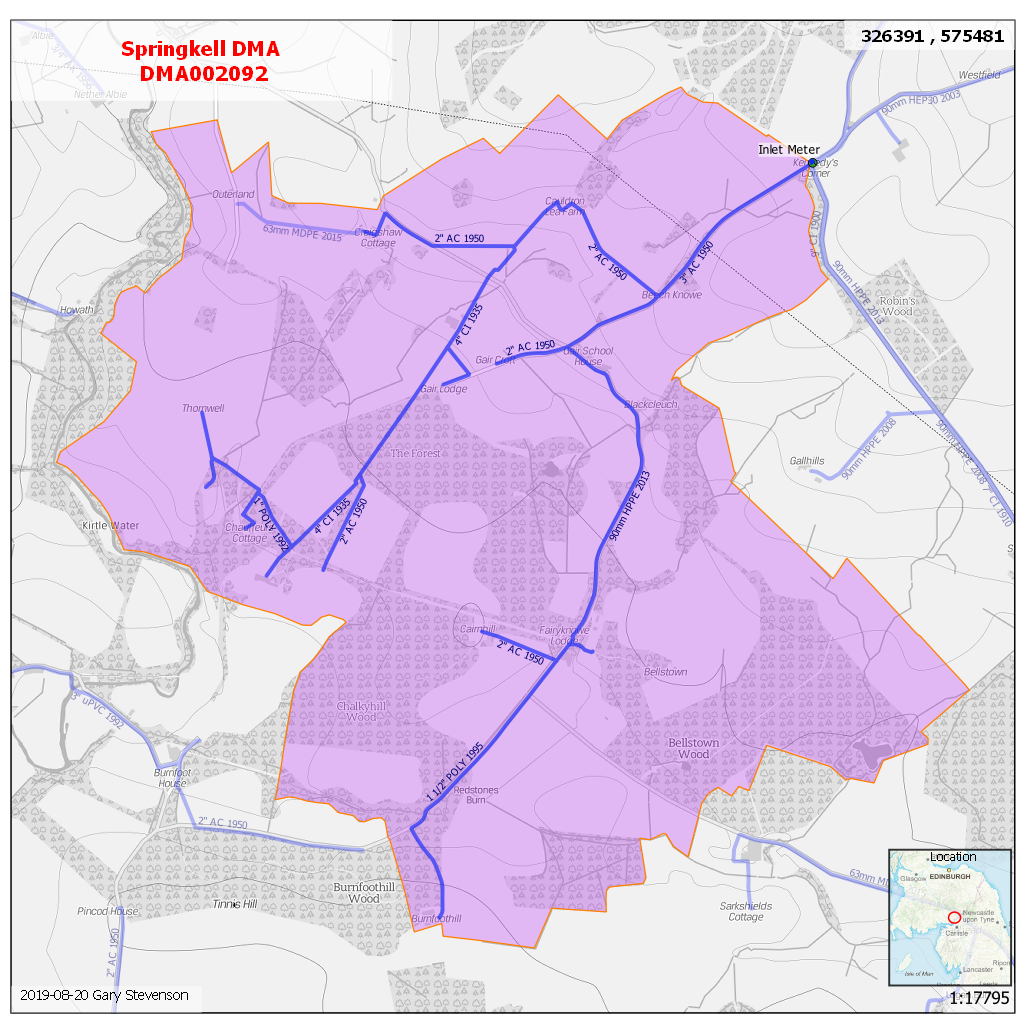 Springkell DMA
DMA002092
326391 , 575481
Albie
3/4" AC 1956
Nether Albie
Westfield
90mm HEP30 2003
Inlet Meter
Kennedy's
Corner
Outerland
63mm MDPE 2015
Craigshaw
Cottage
2" AC 1950
Cauldron
Lea Farm
2" AC 1950
3" AC 1950
3" CI 1900
90mm HPPE 2013
Robin's
Wood
Beech Knowe
Howath
4" CI 1935
2" AC 1950
Gair School
House
Gair Croft
Gair Lodge
Blackcleuch
Thornwell
The Forest
90mm HPPE 2008
90mm HPPE 2008
7" CI 1910
Gallhills
Kirtle Water
Chauffeurs
Cottage
1" POLY 1992
4" CI 1935
2" AC 1950
90mm HPPE 2013
Cairnhill
2" AC 1950
Fairyknowe
Lodge
Bellstown
Chalkyhill
Wood
Bellstown
Wood
3" uPVC 1992
Burnfoot
House
1 1/2" POLY 1995
Redstones
Burn
2" AC 1950
Burnfoothill
Wood
Burnfoothill
Tinnis Hill
Pincod House
2" AC 1950
Sarkshields
Cottage
63mm M
Location
Glasgow
EDINBURGH
Newcastle
upon Tyne
Carlisle
Isle of Man
Lancaster
Ripon
2019-08-20 Gary Stevenson
1:17795